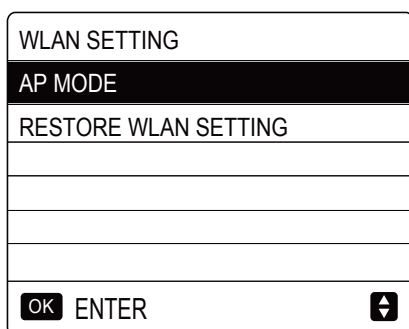 WLAN SETTING
AP MODE
RESTORE WLAN SETTING
OK ENTER